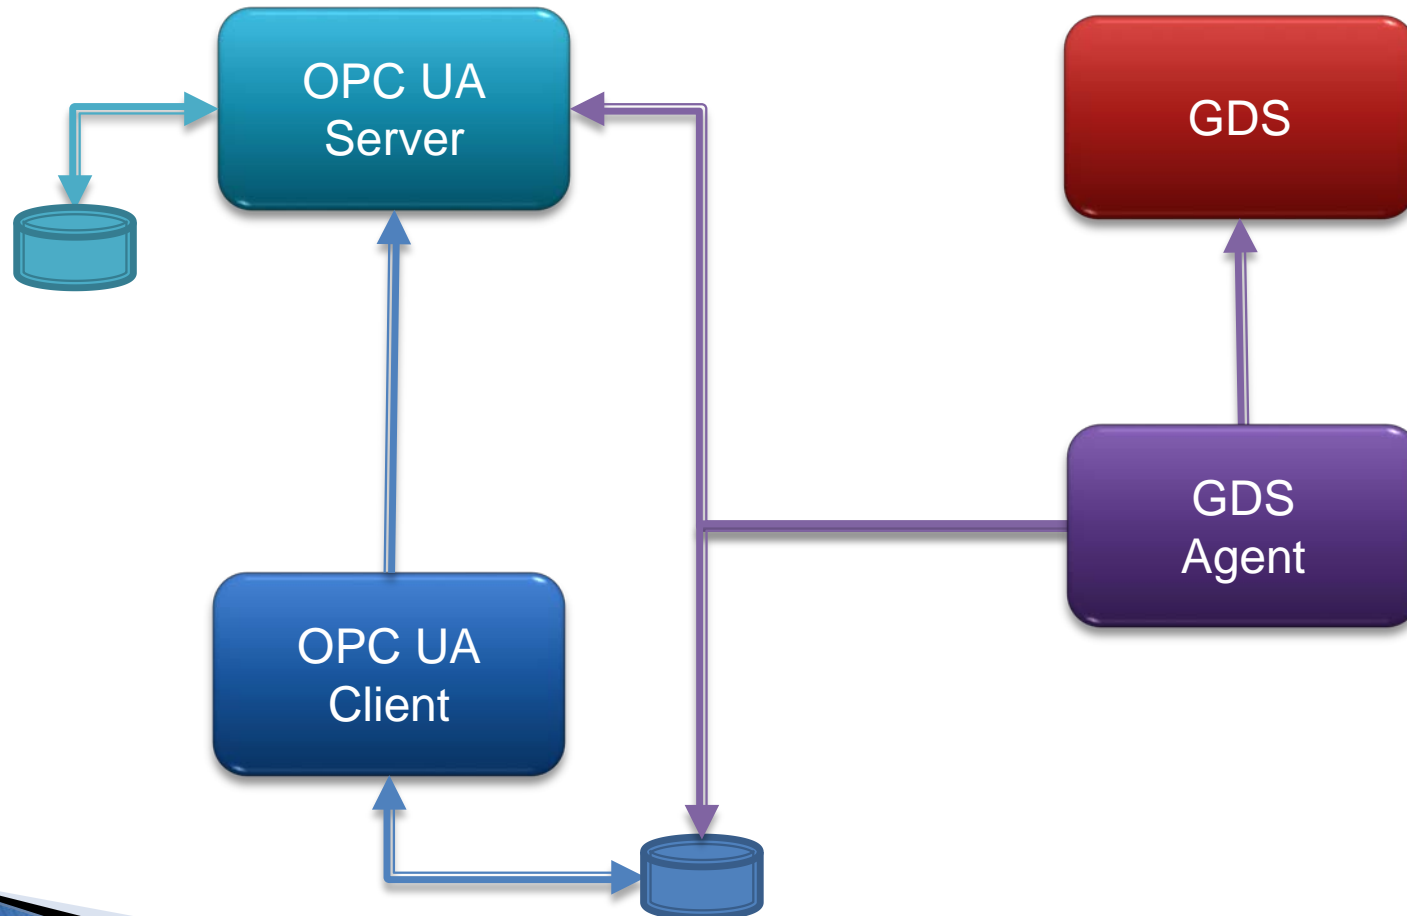 OPC UA
Server
GDS
GDS
Agent
OPC UA
Client